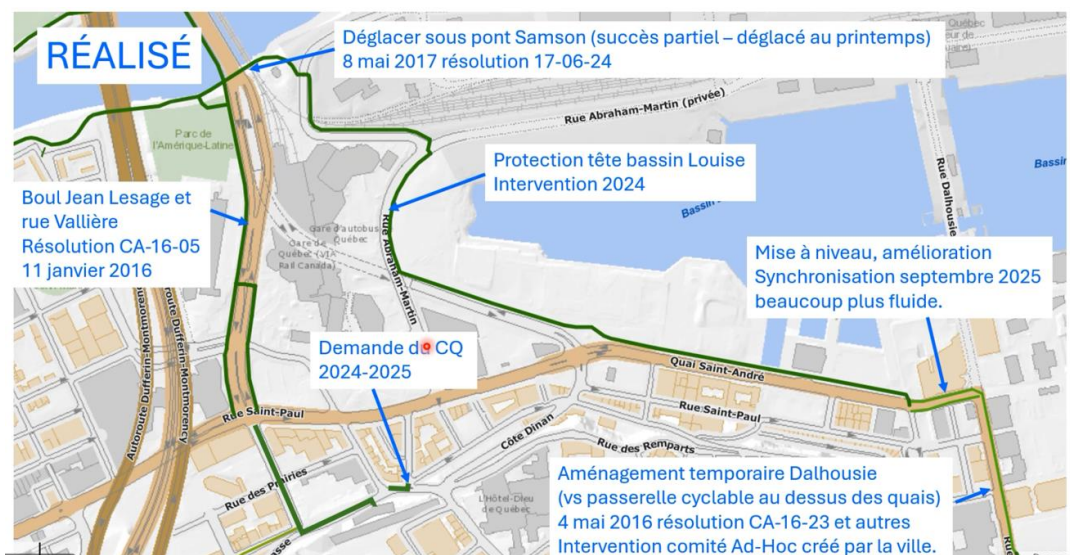 RÉALISÉ
Déglacer sous pont Samson (succès partiel – déglacé au printemps)
8 mai 2017 résolution 17-06-24
Québec
Rue Abraham-Martin (privée)
Parc de
l'Amérique-Latine
Protection tête bassin Louise
Intervention 2024
Rue Dalhousie
Bassin
Boul Jean Lesage et
rue Vallière
Résolution CA-16-05
11 janvier 2016
Gare d'autobus
Québec
Gare de
Québec (VIA
Rail Canada)
Rue Abraham-Martin
Bassin
Mise à niveau, amélioration
Synchronisation septembre 2025
beaucoup plus fluide.
Autoroute Dufferin-Montmorency
Autoroute Dufferin-Montmorency
Demande du CQ
2024-2025
Quai Saint-André
Rue Saint-Paul
Rue Saint-Paul
Côte Dinan
Rue des Remparts
Rue des Prairies
L'Hôtel-Dieu
de Québec
Aménagement temporaire Dalhousie
(vs passerelle cyclable au dessus des quais)
4 mai 2016 résolution CA-16-23 et autres
Intervention comité Ad-Hoc créé par la ville.